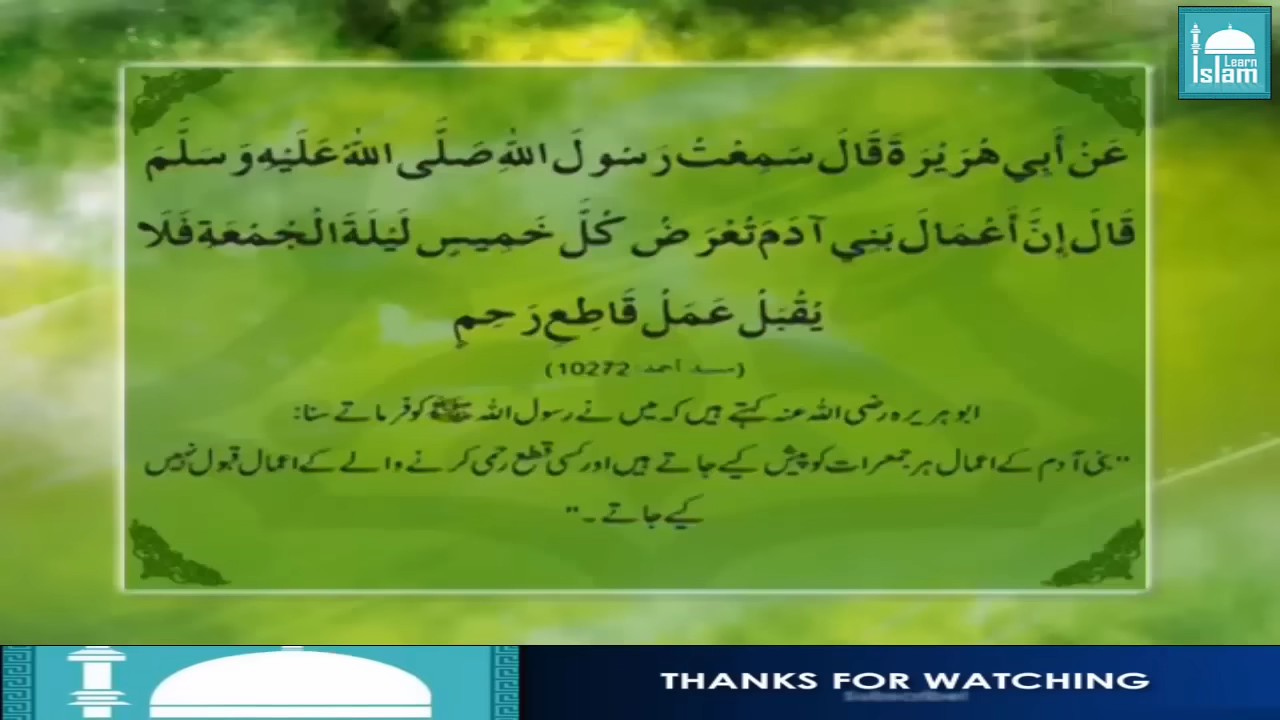 Learn
Islam
عَنْ أَبِي هُرَيْرَةَ قَالَ سَمِعْتُ رَسُولَ اللهِ صَلَّى اللهُ عَلَيْهِ وَسَلَّمَ
قَالَ إِنَّ أَعْمَالَ بَنِي آدَمَ تُعْرَضُ كُلَّ خَمِيسٍ لَيْلَةَ الْجُمُعَةِ فَلَا
يُقْبَلُ عَمَلُ قَاطِعِ رَحِمٍ
(مسند احمد: 10272)
ابو ہریرہ رضی اللہ عنہ کہتے ہیں کہ میں نے رسول اللہ ﷺ کو فرماتے سنا:
"بنی آدم کے اعمال ہر جمعرات کو پیش کیے جاتے ہیں اور کسی قطع رحمی کرنے والے کے اعمال قبول نہیں
کیے جاتے۔"
THANKS FOR WATCHING